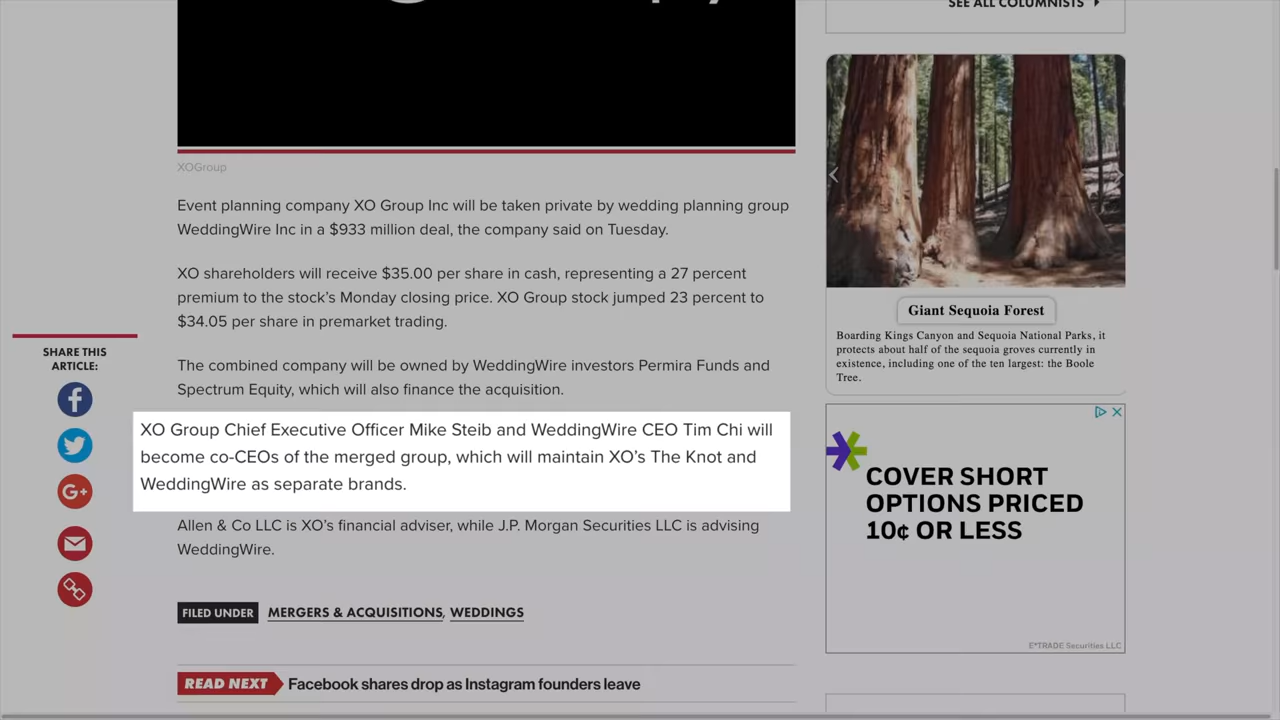 SEE ALL COLUMNISTS
XOGroup
Event planning company XO Group Inc will be taken private by wedding planning group
WeddingWire Inc in a $933 million deal, the company said on Tuesday.
XO shareholders will receive $35.00 per share in cash, representing a 27 percent
premium to the stock’s Monday closing price. XO Group stock jumped 23 percent to
$34.05 per share in premarket trading.
The combined company will be owned by WeddingWire investors Permira Funds and
Spectrum Equity, which will also finance the acquisition.
XO Group Chief Executive Officer Mike Steib and WeddingWire CEO Tim Chi will
become co-CEOs of the merged group, which will maintain XO’s The Knot and
WeddingWire as separate brands.
Allen & Co LLC is XO’s financial adviser, while J.P. Morgan Securities LLC is advising
WeddingWire.
FILED UNDER MERGERS & ACQUISITIONS, WEDDINGS
READ NEXT Facebook shares drop as Instagram founders leave
SHARE THIS
ARTICLE:
G+
Giant Sequoia Forest
Boarding Kings Canyon and Sequoia National Parks, it
protects about half of the sequoia groves currently in
existence, including one of the ten largest: the Boole
Tree.
COVER SHORT
OPTIONS PRICED
10¢ OR LESS
E*TRADE Securities LLC